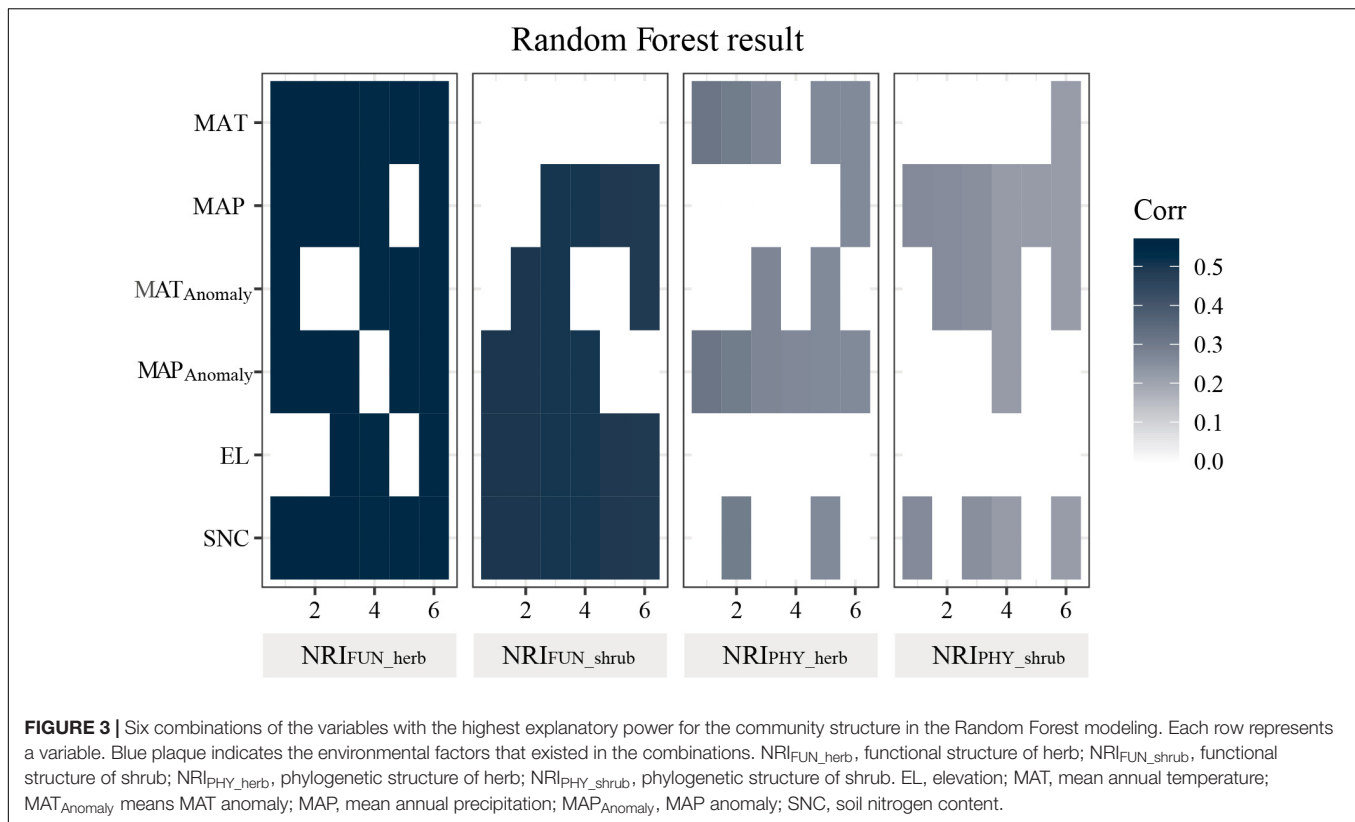 Random Forest result
MAT
MAP
MATAnomaly
MAPAnomaly
EL
SNC
2 4 6 2 4 6 2 4 6 2 4 6
NRIFUN_herb NRIFUN_shrub NRIPHY_herb NRIPHY_shrub
Corr
0.5
0.4
0.3
0.2
0.1
0.0
FIGURE 3 | Six combinations of the variables with the highest explanatory power for the community structure in the Random Forest modeling. Each row represents
a variable. Blue plaque indicates the environmental factors that existed in the combinations. NRIFUN_herb, functional structure of herb; NRIFUN_shrub, functional
structure of shrub; NRIPHY_herb, phylogenetic structure of herb; NRIPHY_shrub, phylogenetic structure of shrub. EL, elevation; MAT, mean annual temperature;
MATAnomaly means MAT anomaly; MAP, mean annual precipitation; MAPAnomaly, MAP anomaly; SNC, soil nitrogen content.